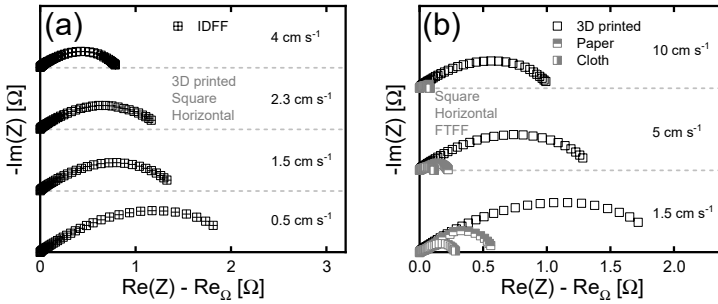 (a)
IDFF
4 cm s⁻¹
3D printed
Square
Horizontal
2.3 cm s⁻¹
1.5 cm s⁻¹
0.5 cm s⁻¹
-Im(Z) [Ω]
0 1 2 3
Re(Z) - Re_Ω [Ω]
(b)
3D printed
Paper
Cloth
10 cm s⁻¹
Square
Horizontal
FTFF
5 cm s⁻¹
1.5 cm s⁻¹
-Im(Z) [Ω]
0.0 0.5 1.0 1.5 2.0
Re(Z) - Re_Ω [Ω]